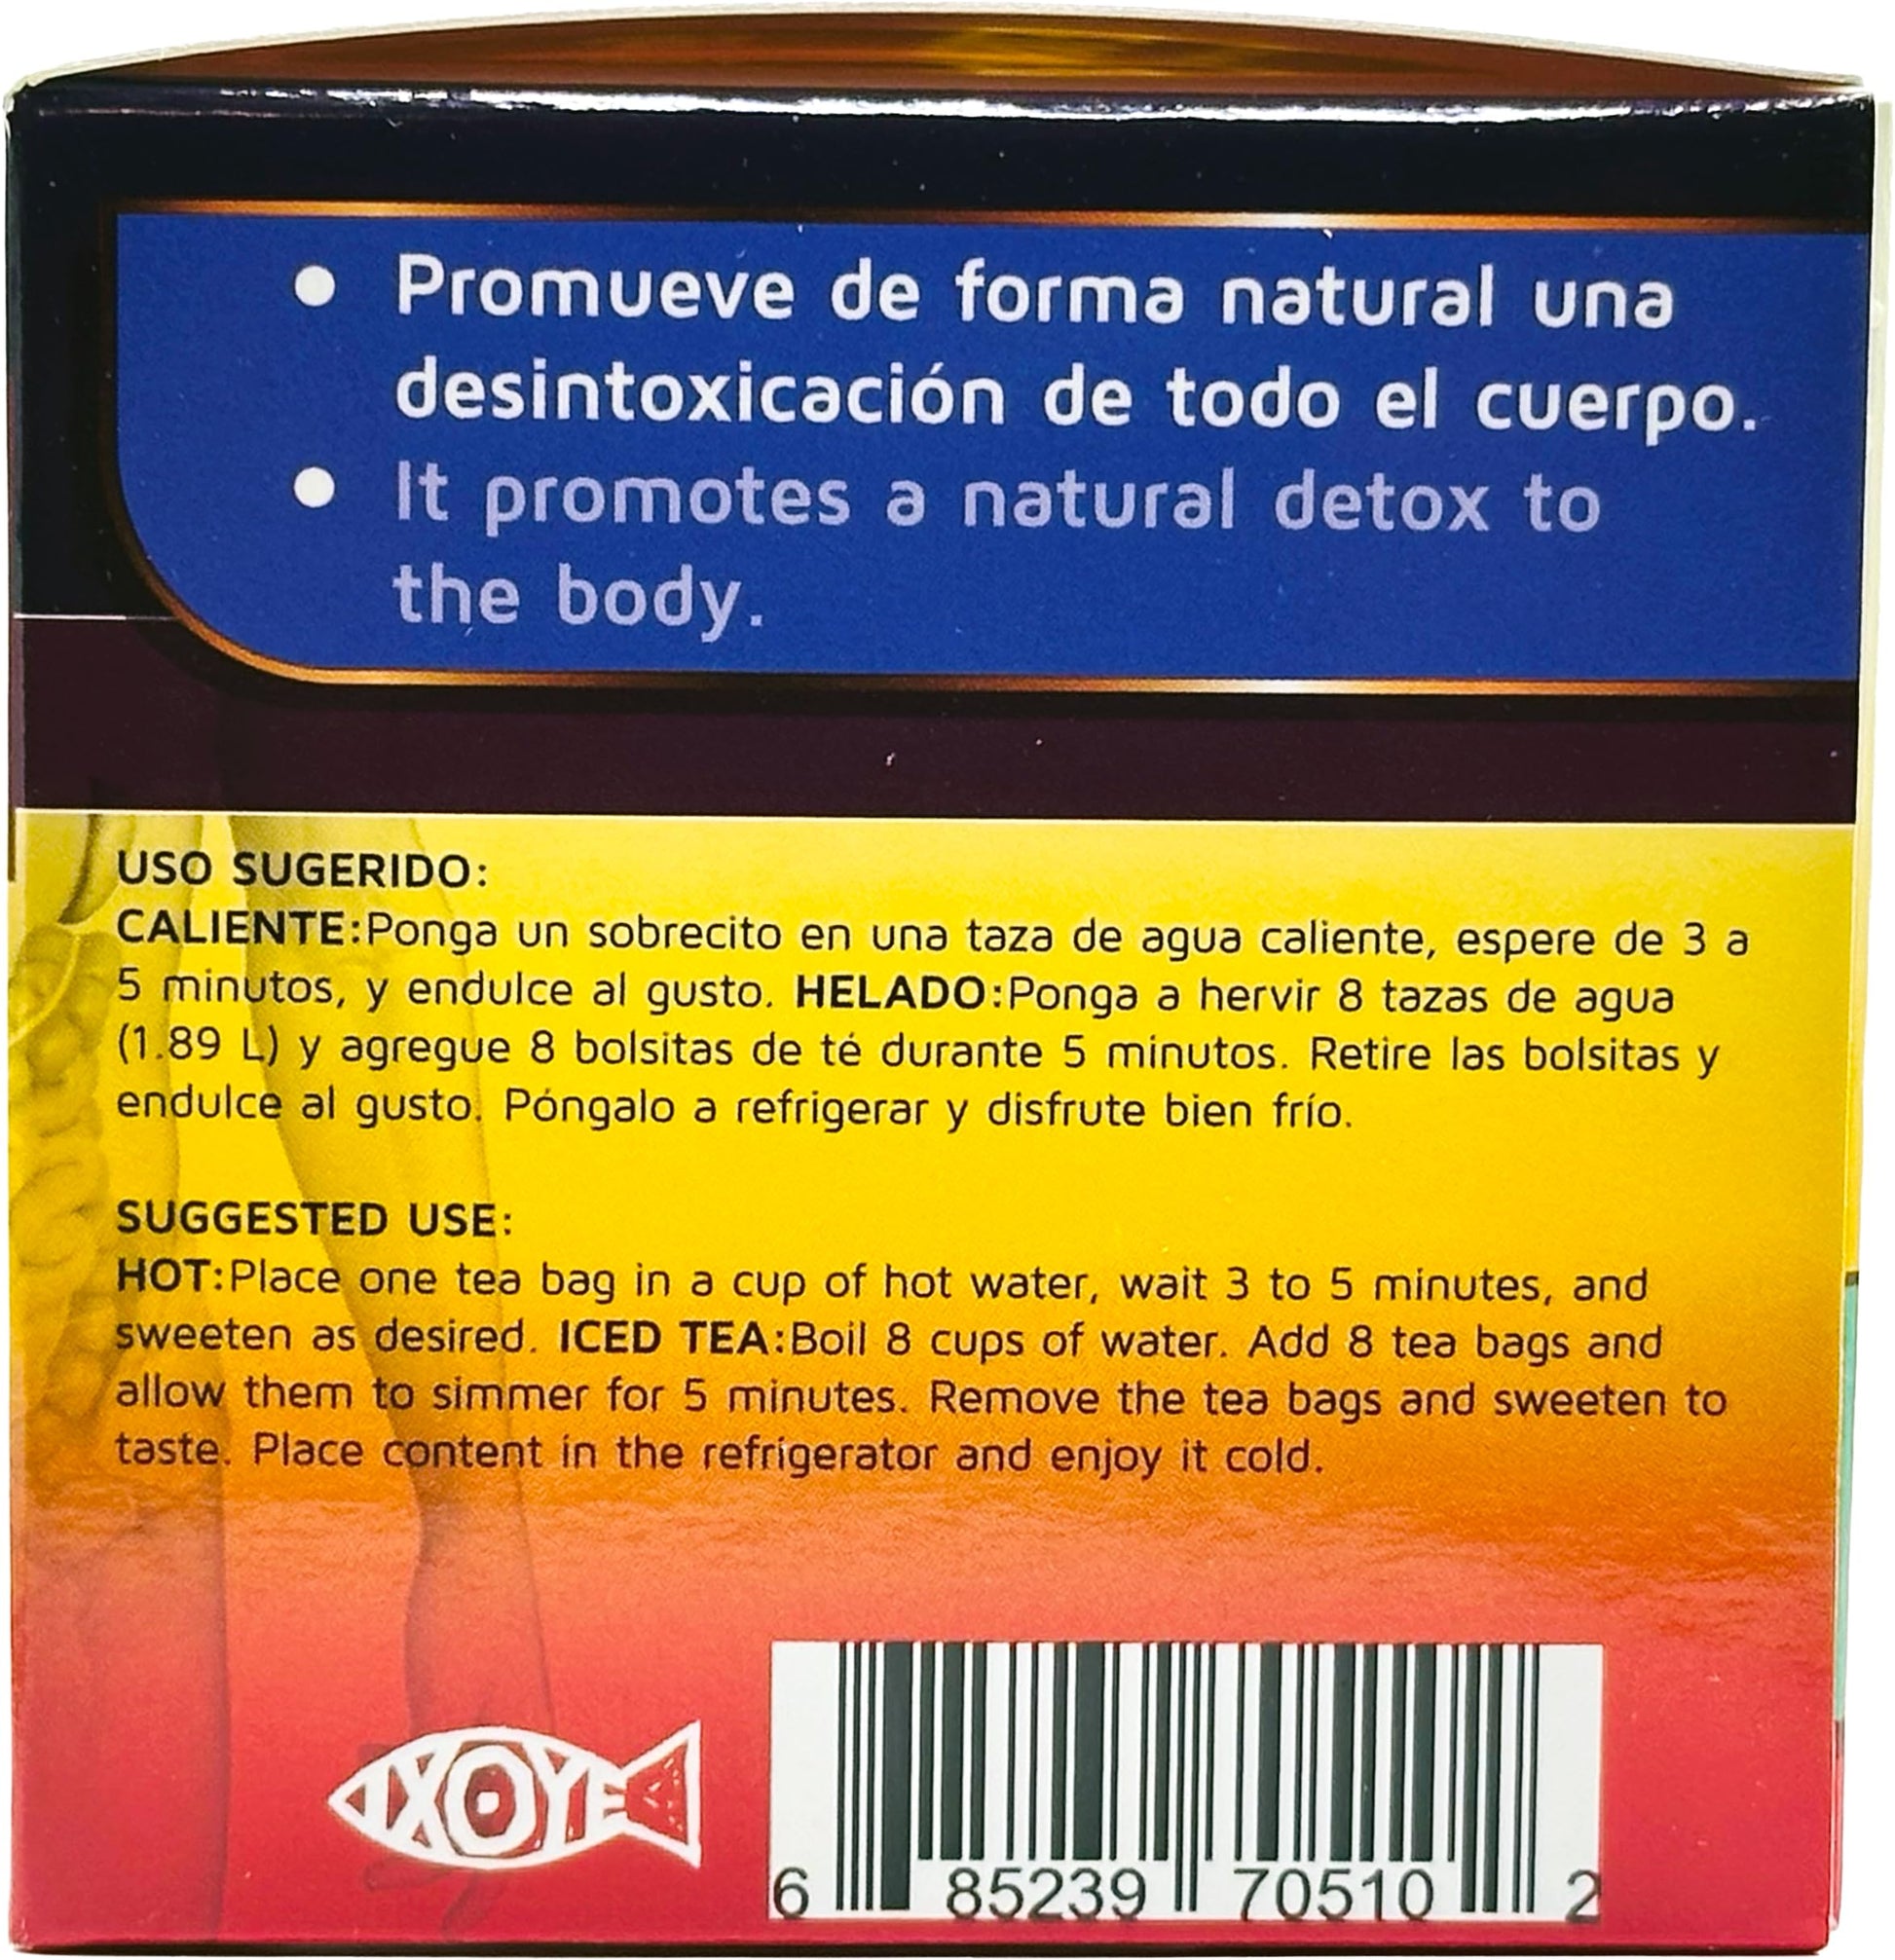 ● Promueve de forma natural una
desintoxicación de todo el cuerpo.
● It promotes a natural detox to
the body.
USO SUGERIDO:
CALIENTE:Ponga un sobrecito en una taza de agua caliente, espere de 3 a
5 minutos, y endulce al gusto. HELADO:Ponga a hervir 8 tazas de agua
(1.89 L) y agregue 8 bolsitas de té durante 5 minutos. Retire las bolsitas y
endulce al gusto. Póngalo a refrigerar y disfrute bien frío.
SUGGESTED USE:
HOT:Place one tea bag in a cup of hot water, wait 3 to 5 minutes, and
sweeten as desired. ICED TEA:Boil 8 cups of water. Add 8 tea bags and
allow them to simmer for 5 minutes. Remove the tea bags and sweeten to
taste. Place content in the refrigerator and enjoy it cold.
IXOYE
6 85239 70510 2